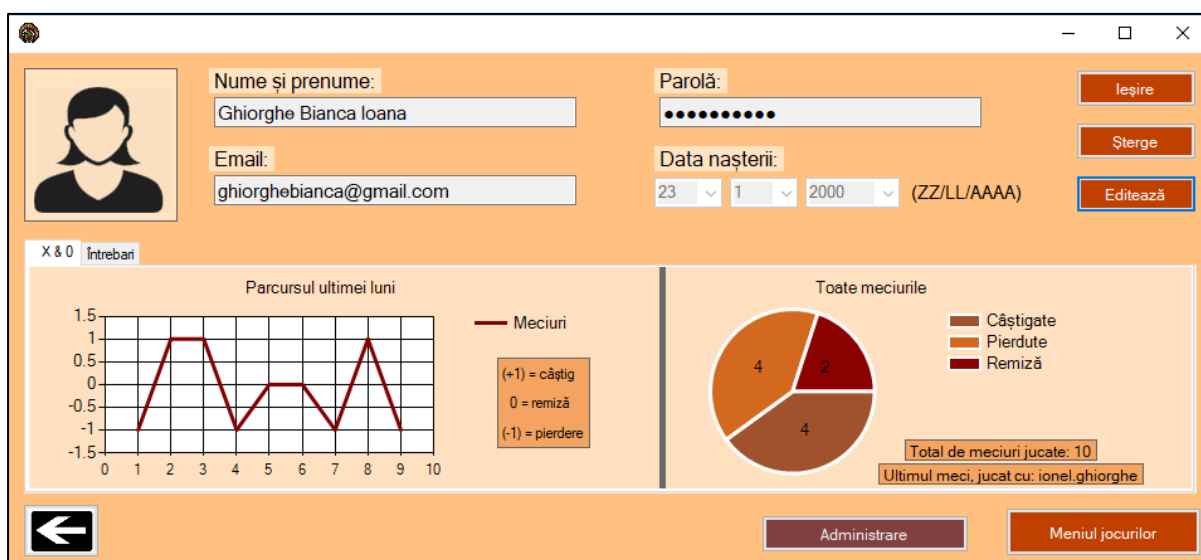 Nume și prenume:
Ghiorghe Bianca Ioana
Parolă:
●●●●●●●●●●
Ieșire
Email:
ghiorghebianca@gmail.com
Data nașterii:
23 1 2000 (ZZ/LL/AAAA)
Șterge
Editează
X & 0 Întrebari
Parcursul ultimei luni
1.5
1
0.5
0
-0.5
-1
-1.5
0 1 2 3 4 5 6 7 8 9 10
Meciuri
(+1) = câștig
0 = remiză
(-1) = pierdere
Toate meciurile
4
2
4
Câștigate
Pierdute
Remiză
Total de meciuri jucate: 10
Ultimul meci, jucat cu: ionel.ghiorghe
Administrare
Meniul jocurilor